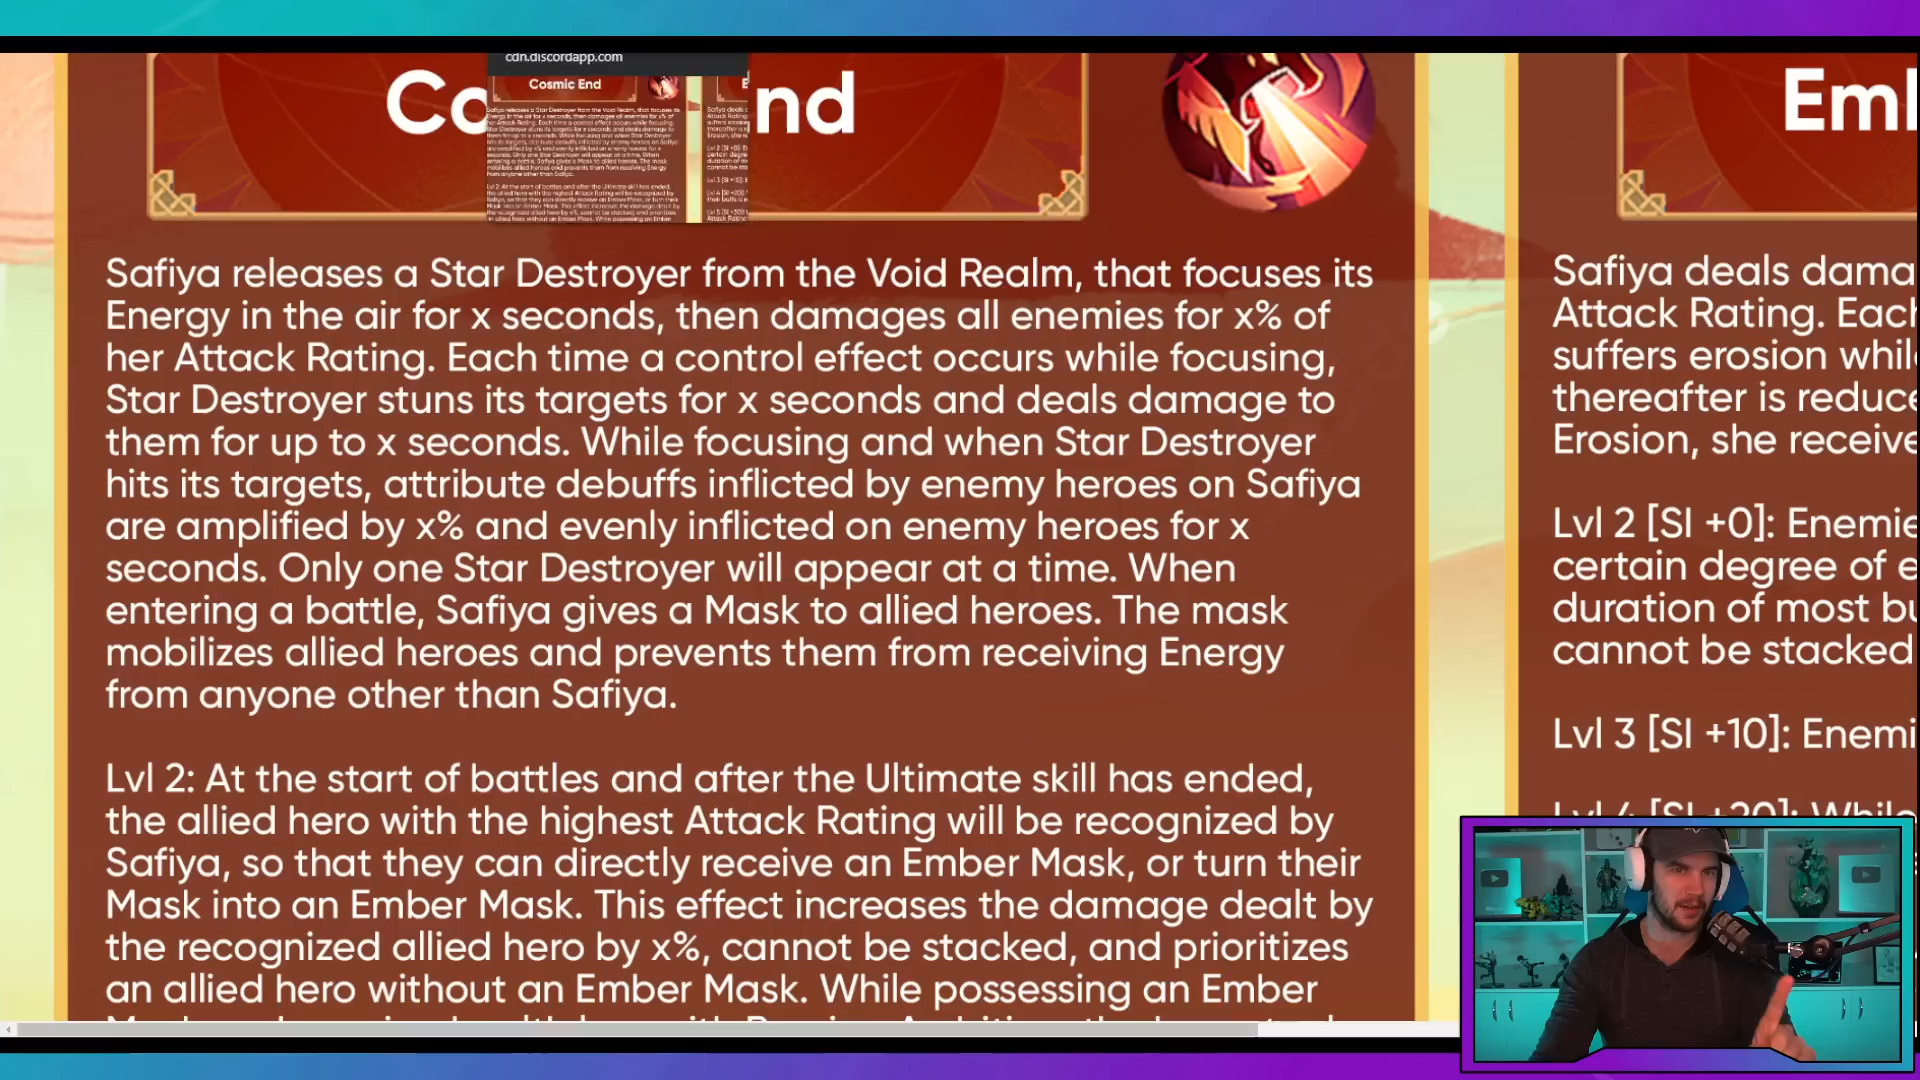 cdn.discordapp.com
Cosmic End
Co nd
Emb
Safiya releases a Star Destroyer from the Void Realm, that focuses its
Energy in the air for x seconds, then damages all enemies for x% of
her Attack Rating. Each time a control effect occurs while focusing,
Star Destroyer stuns its targets for x seconds and deals damage to
them for up to x seconds. While focusing and when Star Destroyer
hits its targets, attribute debuffs inflicted by enemy heroes on Safiya
are amplified by x% and evenly inflicted on enemy heroes for x
seconds. Only one Star Destroyer will appear at a time. When
entering a battle, Safiya gives a Mask to allied heroes. The mask
mobilizes allied heroes and prevents them from receiving Energy
from anyone other than Safiya.
Lvl 2: At the start of battles and after the Ultimate skill has ended,
the allied hero with the highest Attack Rating will be recognized by
Safiya, so that they can directly receive an Ember Mask, or turn their
Mask into an Ember Mask. This effect increases the damage dealt by
the recognized allied hero by x%, cannot be stacked, and prioritizes
an allied hero without an Ember Mask. While possessing an Ember
Safiya deals dama
Attack Rating. Each
suffers erosion while
thereafter is reduce
Erosion, she receive
Lvl 2 [SI +0]: Enemie
certain degree of e
duration of most bu
cannot be stacked
Lvl 3 [SI +10]: Enemi
Lvl 4 [SI +20]: While